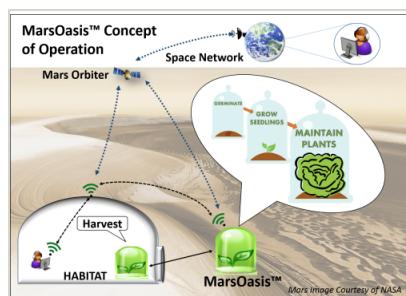 MarsOasis™ Concept
of Operation
Space Network
Mars Orbiter
GERMINATE
GROW
SEEDLINGS
MAINTAIN
PLANTS
Harvest
HABITAT
MarsOasis™
Mars Image Courtesy of NASA